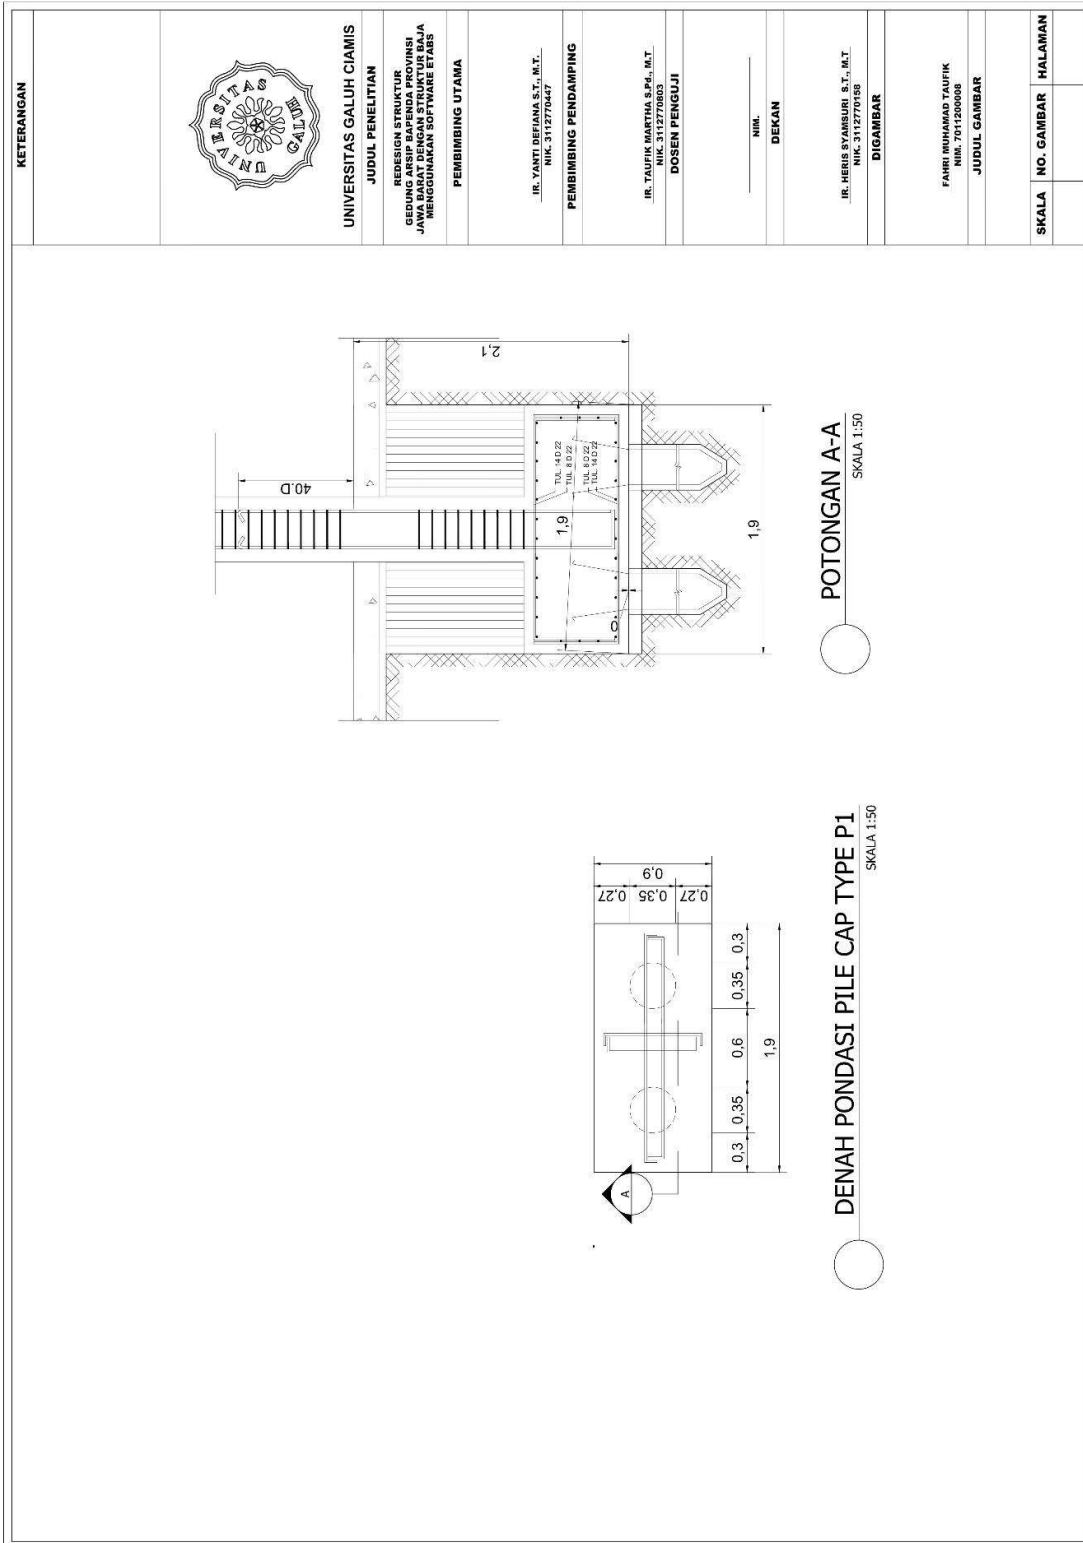 KETERANGAN
UNIVERSITAS GALUH
UNIVERSITAS GALUH CIAMIS
JUDUL PENELITIAN
REDESIGN STRUKTUR
GEDUNG ARSIP BAPENDA PROVINSI
JAWA BARAT DENGAN STRUKTUR BAJA
MENGGUNAKAN SOFTWARE ETABS
PEMBIMBING UTAMA
IR. YANTI DEFIANA S.T., M.T.
NIK. 3112770447
PEMBIMBING PENDAMPING
IR. TAUFIK MARTHA S.Pd., M.T
NIK. 3112770803
DOSEN PENGUJI
NIM.
DEKAN
IR. HERIS SYAMSURI S.T., M.T
NIK. 3112770158
DIGAMBAR
FAHRI MUHAMAD TAUFIK
NIM. 7011200008
JUDUL GAMBAR
SKALA NO. GAMBAR HALAMAN
0,27
0,35
0,27
0,9
0,3 0,35 0,6 0,35 0,3
1,9
A
DENAH PONDASI PILE CAP TYPE P1
SKALA 1:50
40.D
2,1
TUL. 14 D 22
TUL. 8 D 22
TUL. 8 D 22
TUL. 14 D 22
1,9
0
1,9
POTONGAN A-A
SKALA 1:50